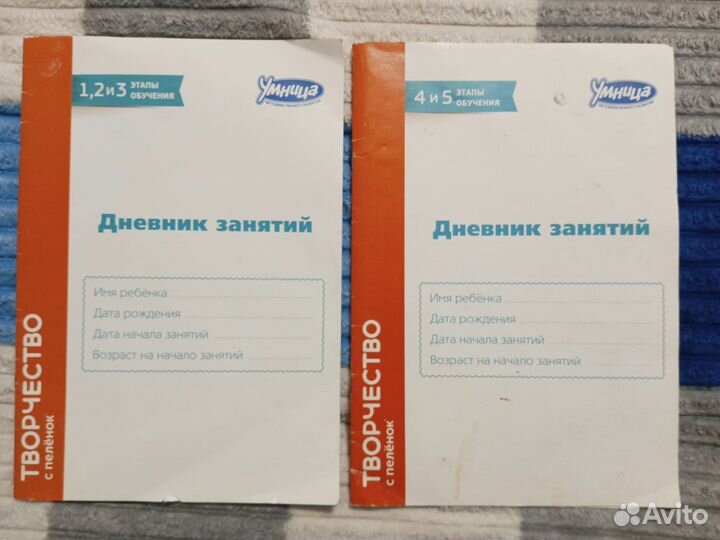 1,2 и 3 ЭТАПЫ
ОБУЧЕНИЯ
Умница
Дневник занятий
Имя ребёнка
Дата рождения
Дата начала занятий
Возраст на начало занятий
ТВОРЧЕСТВО
с пелёнок
4 и 5 ЭТАПЫ
ОБУЧЕНИЯ
Умница
Дневник занятий
Имя ребёнка
Дата рождения
Дата начала занятий
Возраст на начало занятий
ТВОРЧЕСТВО
с пелёнок
Avito